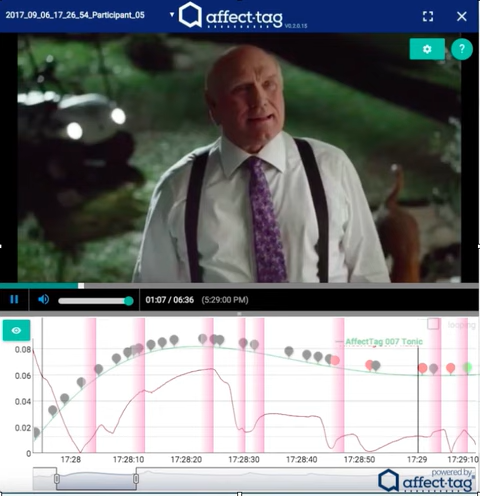 2017_09_06_17_26_54_Participant_05
affect·tag
V0.2.0.15
?
01:07 / 06:36 (5:29:00 PM)
looping
AffectTag 007 Tonic
0.08
0.06
0.04
0.02
0
17:28 17:28:10 17:28:20 17:28:30 17:28:40 17:28:50 17:29 17:29:10
powered by
affect·tag®